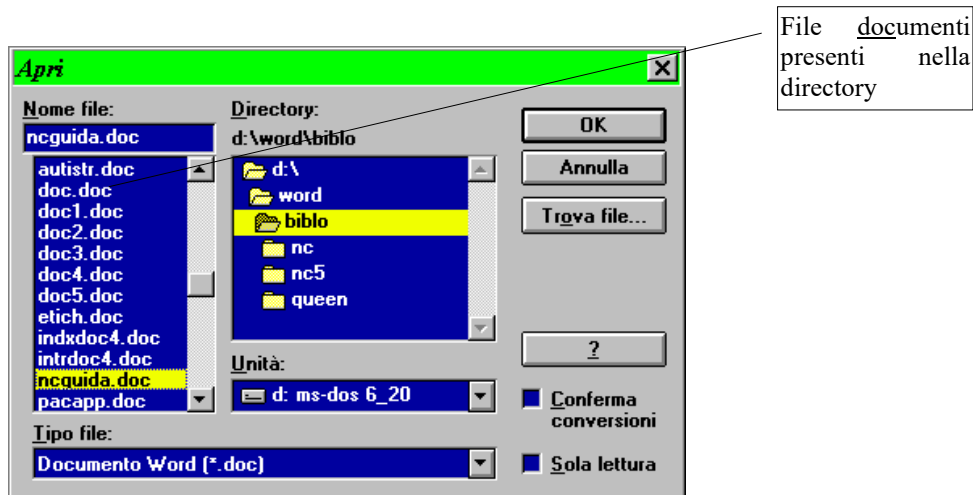 File documenti
presenti nella
directory
Apri
Nome file:
ncguida.doc
autistr.doc
doc.doc
doc1.doc
doc2.doc
doc3.doc
doc4.doc
doc5.doc
etich.doc
indxdoc4.doc
intrdoc4.doc
ncguida.doc
pacapp.doc
Tipo file:
Documento Word (*.doc)
Directory:
d:\word\biblo
d:\
word
biblo
nc
nc5
queen
Unità:
d: ms-dos 6_20
OK
Annulla
Trova file...
?
Conferma
conversioni
Sola lettura